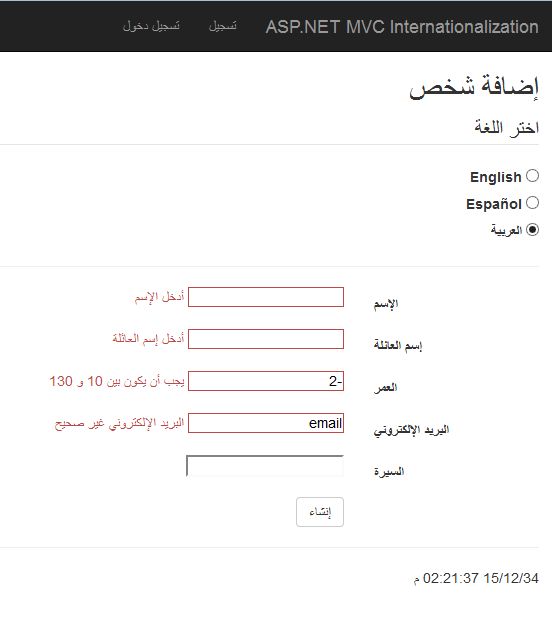 ASP.NET MVC Internationalization تسجيل تسجيل دخول
إضافة شخص
اختر اللغة
English
Español
العربية
الإسم أدخل الإسم
إسم العائلة أدخل إسم العائلة
العمر -2 يجب أن يكون بين 10 و 130
البريد الإلكتروني email البريد الإلكتروني غير صحيح
السيرة
إنشاء
15/12/34 02:21:37 م